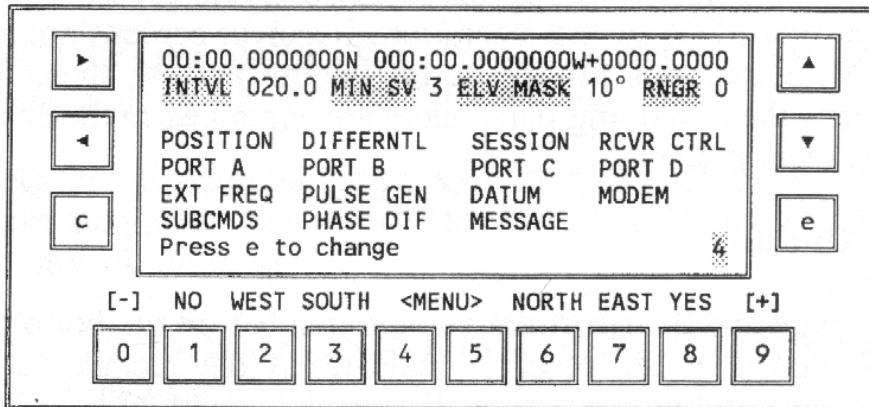 00:00.0000000N 000:00.0000000W+0000.0000
INTVL 020.0 MIN SV 3 ELV MASK 10° RNGR 0
POSITION DIFFERNTL SESSION RCVR CTRL
PORT A PORT B PORT C PORT D
EXT FREQ PULSE GEN DATUM MODEM
SUBCMDS PHASE DIF MESSAGE
Press e to change 4
c e
[-] NO WEST SOUTH <MENU> NORTH EAST YES [+]
0 1 2 3 4 5 6 7 8 9